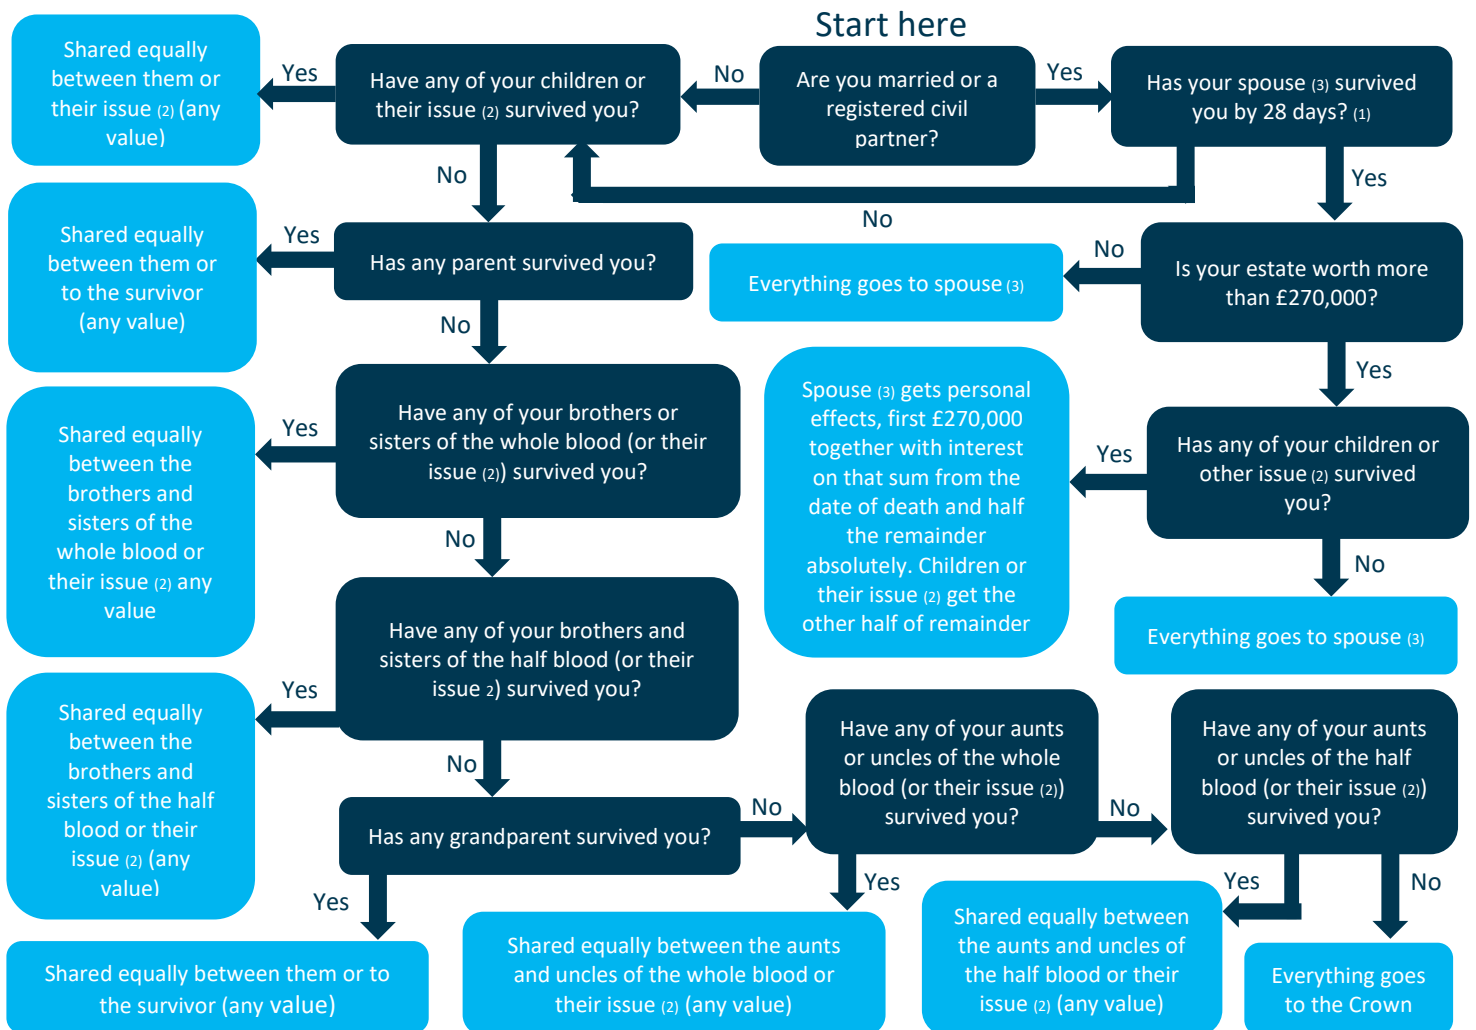 Start here
Shared equally
between them or
their issue (2) (any
value)
Yes
Have any of your children or
their issue (2) survived you?
No
Are you married or a
registered civil
partner?
Yes
Has your spouse (3) survived
you by 28 days? (1)
No
No
Yes
Shared equally
between them or
to the survivor
(any value)
Yes
Has any parent survived you?
Everything goes to spouse (3)
No
Is your estate worth more
than £270,000?
No
Yes
Shared equally
between the
brothers and
sisters of the
whole blood or
their issue (2) any
value
Yes
Have any of your brothers or
sisters of the whole blood (or their
issue (2)) survived you?
Spouse (3) gets personal
effects, first £270,000
together with interest
on that sum from the
date of death and half
the remainder
absolutely. Children or
their issue (2) get the
other half of remainder
Yes
Has any of your children or
other issue (2) survived
you?
No
No
Everything goes to spouse (3)
Have any of your brothers and
sisters of the half blood (or their
issue 2) survived you?
Yes
Shared equally
between the
brothers and
sisters of the half
blood or their
issue (2) (any
value)
No
Has any grandparent survived you?
No
Have any of your aunts
or uncles of the whole
blood (or their issue (2))
survived you?
No
Have any of your aunts
or uncles of the half
blood (or their issue (2))
survived you?
Yes
Yes
Yes
No
Shared equally between them or to
the survivor (any value)
Shared equally between the aunts
and uncles of the whole blood or
their issue (2) (any value)
Shared equally between
the aunts and uncles of
the half blood or their
issue (2) (any value)
Everything goes
to the Crown